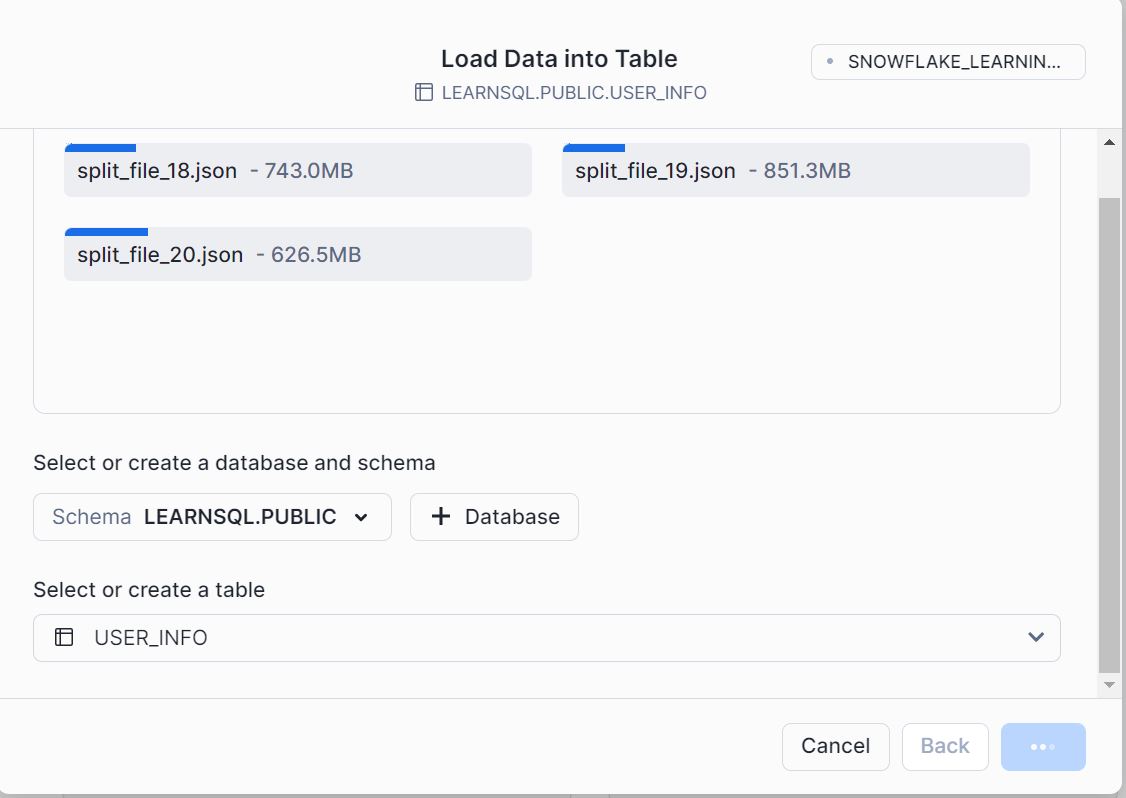 Load Data into Table
SNOWFLAKE_LEARNIN...
LEARNSQL.PUBLIC.USER_INFO
split_file_18.json - 743.0MB
split_file_19.json - 851.3MB
split_file_20.json - 626.5MB
Select or create a database and schema
Schema LEARNSQL.PUBLIC
+ Database
Select or create a table
USER_INFO
Cancel
Back